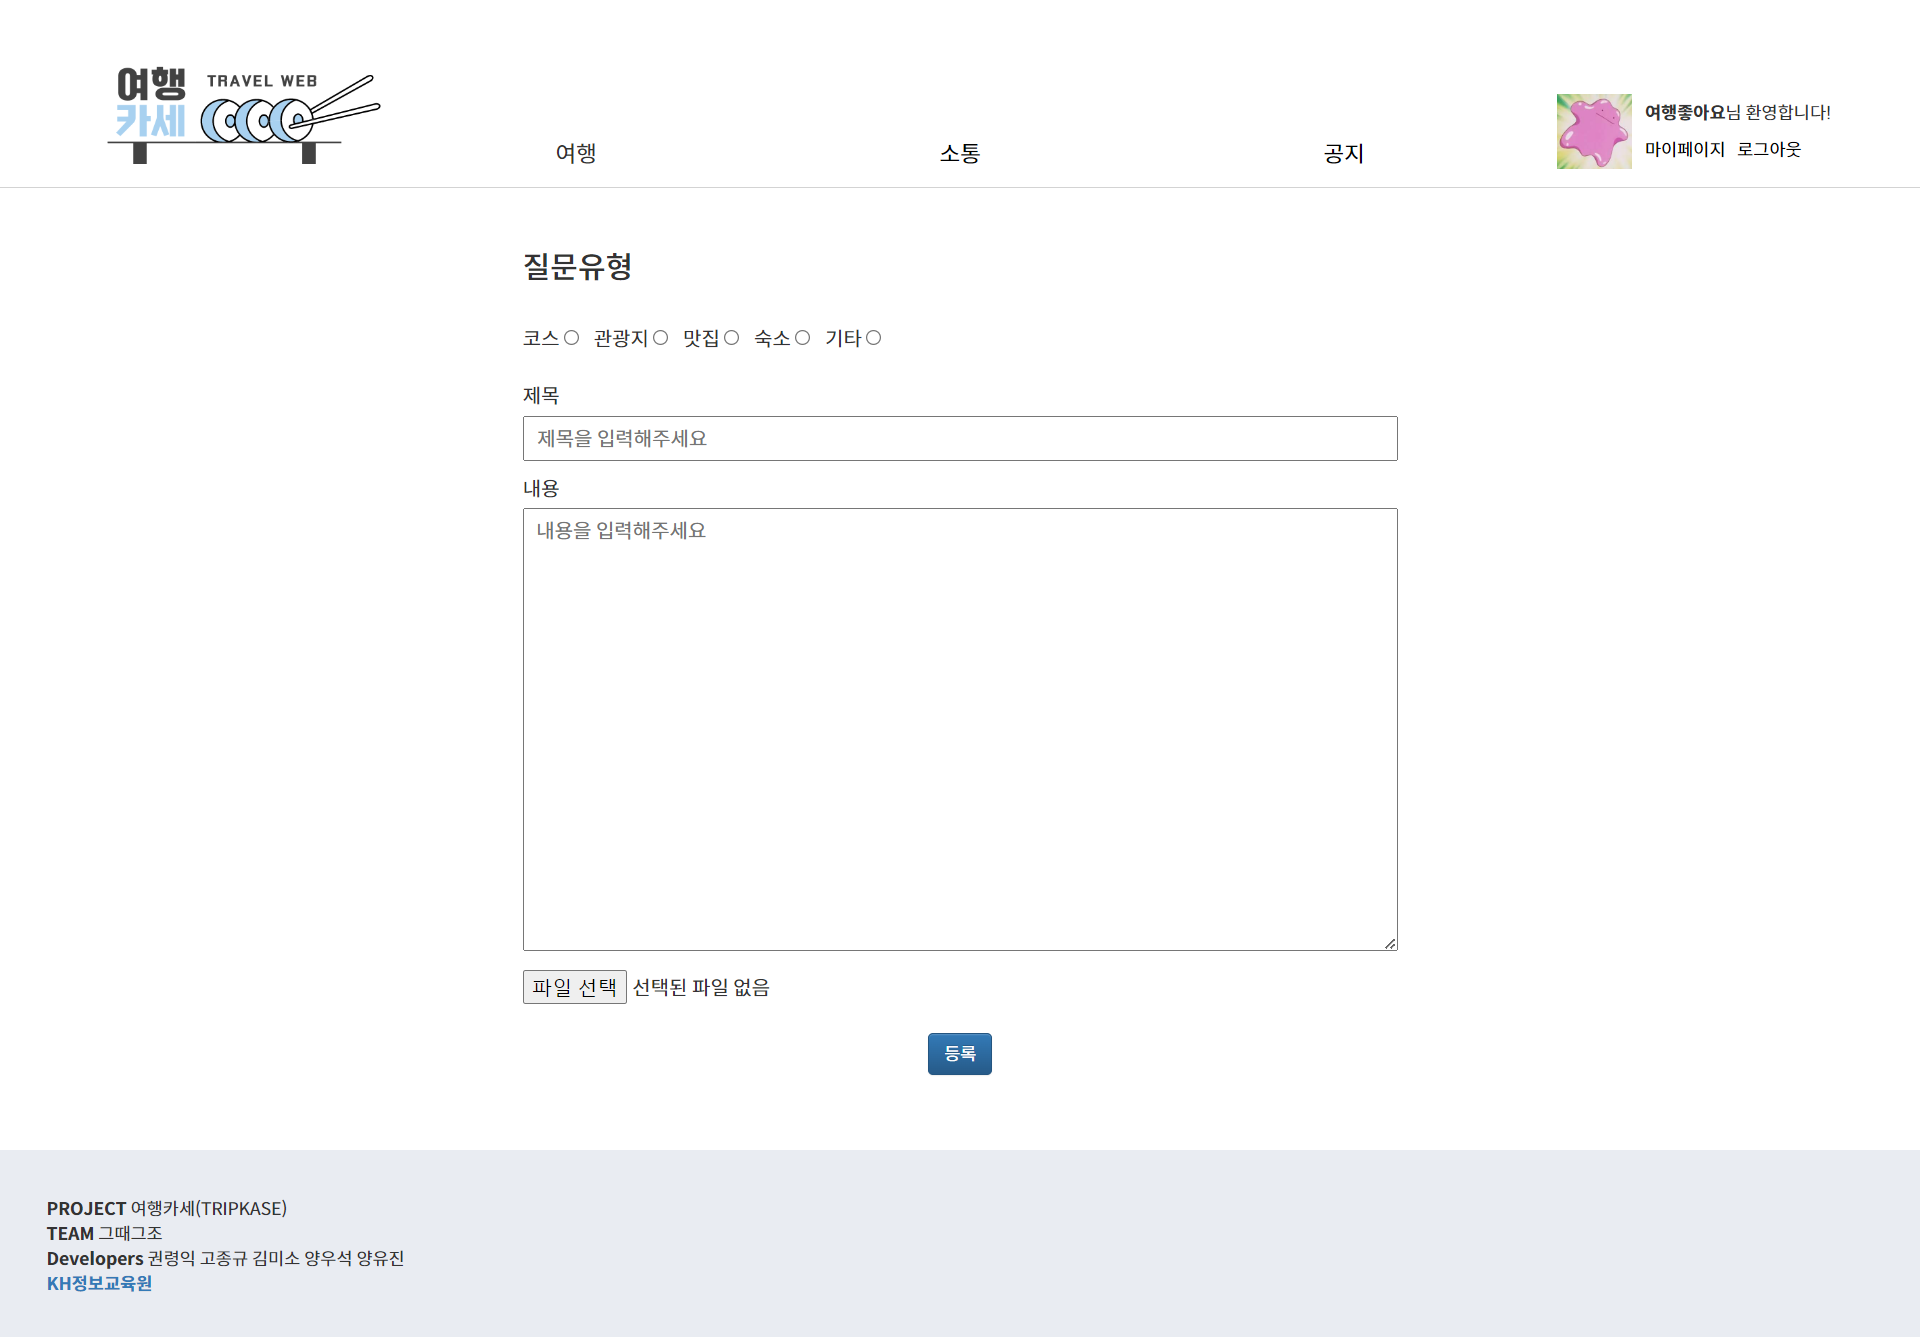 여행 TRAVEL WEB
카세
여행 소통 공지
여행좋아요님 환영합니다!
마이페이지 로그아웃
질문유형
코스 관광지 맛집 숙소 기타
제목
제목을 입력해주세요
내용
내용을 입력해주세요
파일 선택 선택된 파일 없음
등록
PROJECT 여행카세(TRIPKASE)
TEAM 그때그조
Developers 권령익 고종규 김미소 양우석 양유진
KH정보교육원